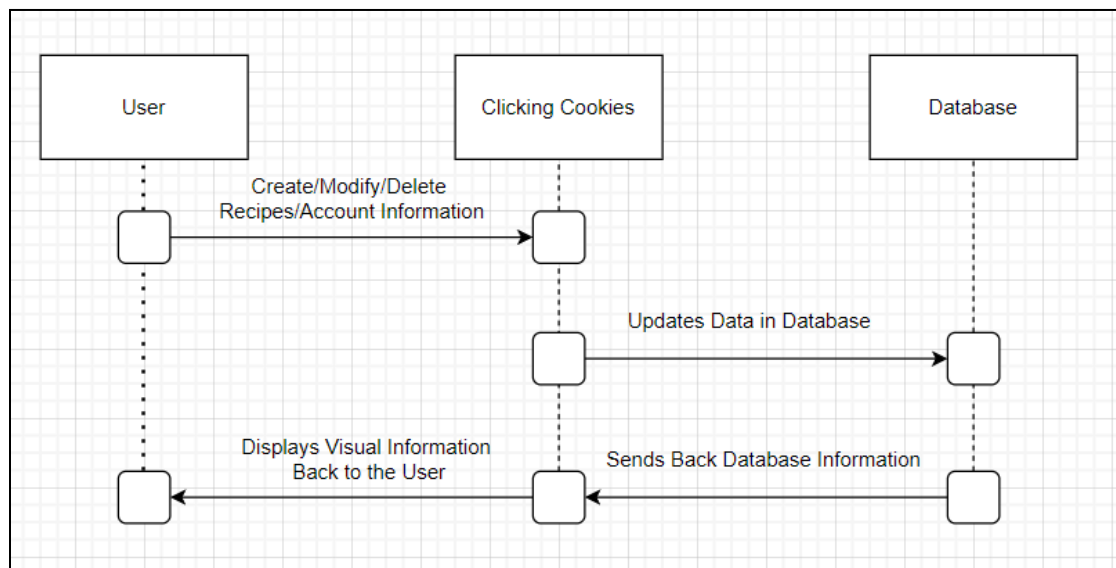 User
Clicking Cookies
Database
Create/Modify/Delete
Recipes/Account Information
Updates Data in Database
Displays Visual Information
Back to the User
Sends Back Database Information